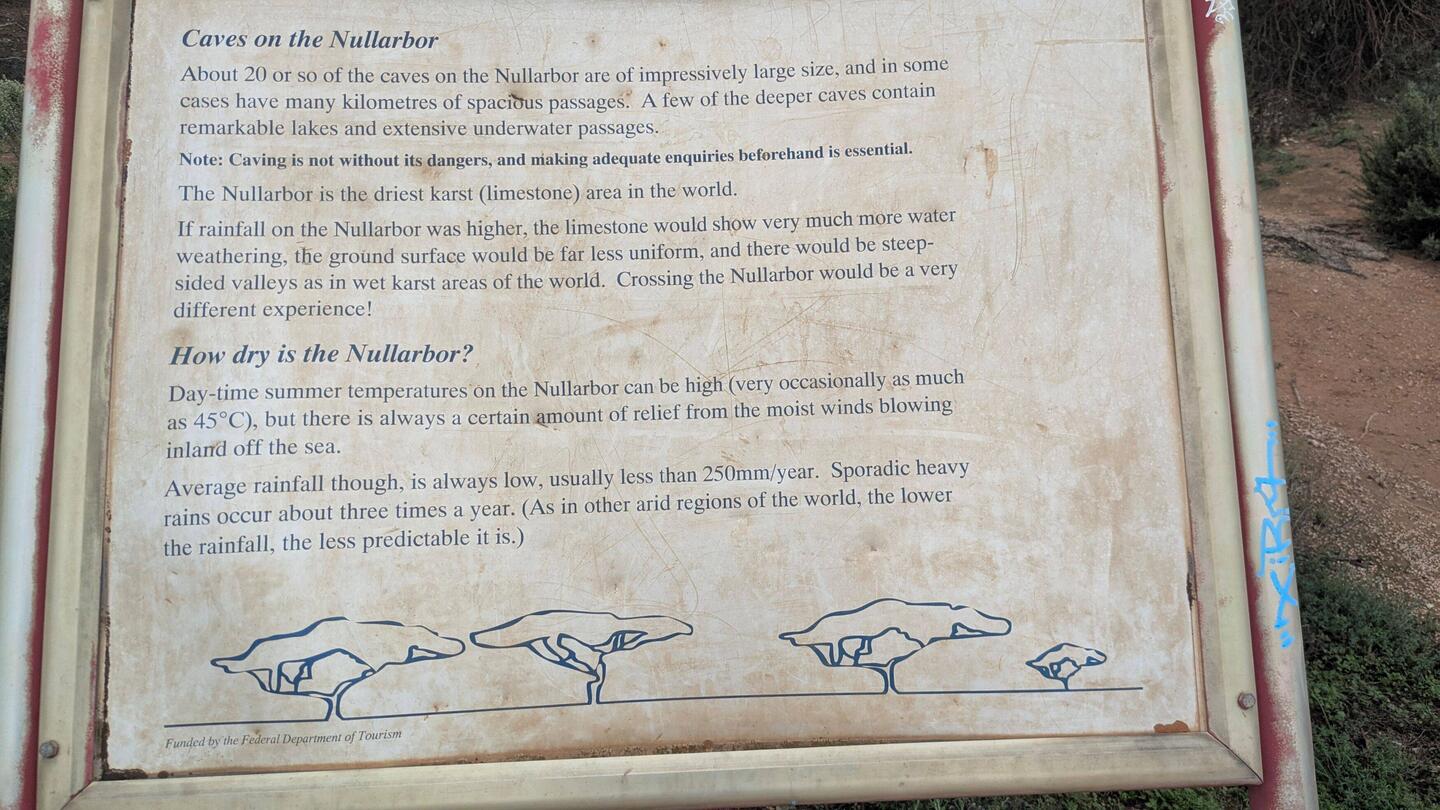 Caves on the Nullarbor
About 20 or so of the caves on the Nullarbor are of impressively large size, and in some
cases have many kilometres of spacious passages. A few of the deeper caves contain
remarkable lakes and extensive underwater passages.
Note: Caving is not without its dangers, and making adequate enquiries beforehand is essential.
The Nullarbor is the driest karst (limestone) area in the world.
If rainfall on the Nullarbor was higher, the limestone would show very much more water
weathering, the ground surface would be far less uniform, and there would be steep-
sided valleys as in wet karst areas of the world. Crossing the Nullarbor would be a very
different experience!
How dry is the Nullarbor?
Day-time summer temperatures on the Nullarbor can be high (very occasionally as much
as 45°C), but there is always a certain amount of relief from the moist winds blowing
inland off the sea.
Average rainfall though, is always low, usually less than 250mm/year. Sporadic heavy
rains occur about three times a year. (As in other arid regions of the world, the lower
the rainfall, the less predictable it is.)
Funded by the Federal Department of Tourism